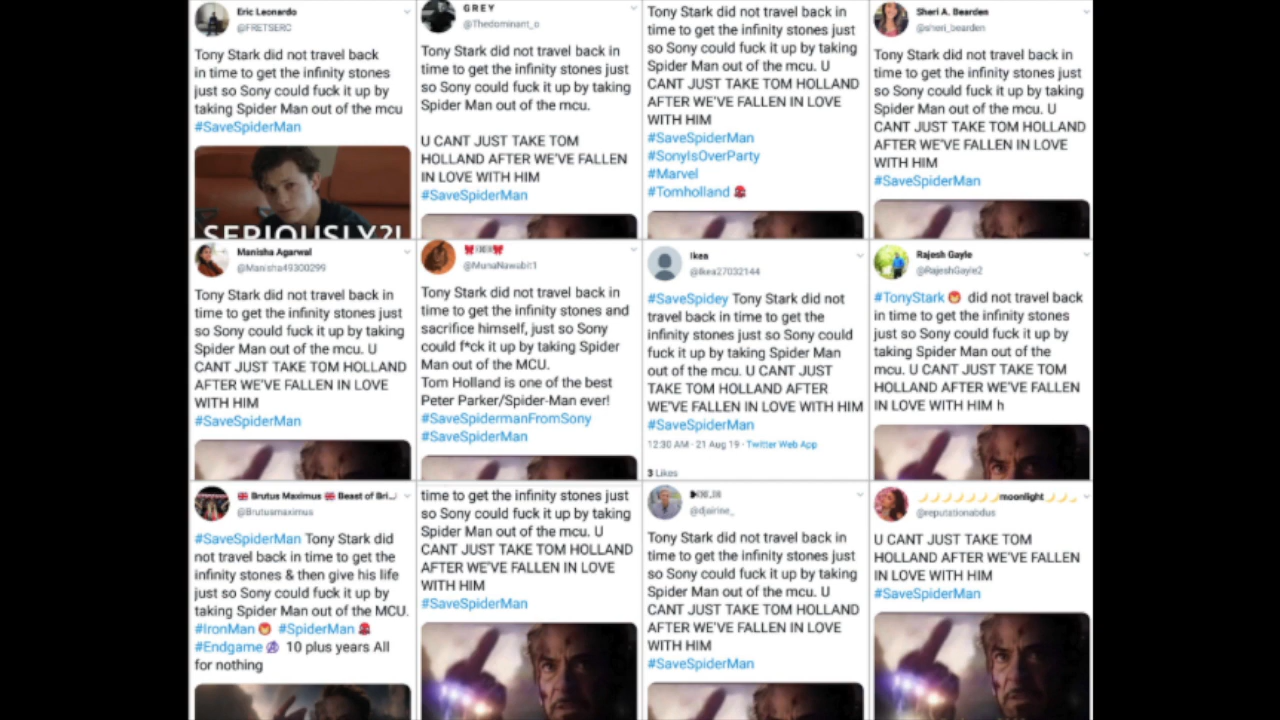 Eric Leonardo
@FRETSERC
Tony Stark did not travel back
in time to get the infinity stones
just so Sony could fuck it up by
taking Spider Man out of the mcu
#SaveSpiderMan
SERIOUSLY?!
GREY
@Thedominant_o
Tony Stark did not travel back in
time to get the infinity stones just
so Sony could fuck it up by taking
Spider Man out of the mcu.
U CANT JUST TAKE TOM
HOLLAND AFTER WE'VE FALLEN
IN LOVE WITH HIM
#SaveSpiderMan
Tony Stark did not travel back in
time to get the infinity stones just
so Sony could fuck it up by taking
Spider Man out of the mcu. U
CANT JUST TAKE TOM HOLLAND
AFTER WE'VE FALLEN IN LOVE
WITH HIM
#SaveSpiderMan
#SonyIsOverParty
#Marvel
#Tomholland
Sheri A. Bearden
@sheri_bearden
Tony Stark did not travel back in
time to get the infinity stones just
so Sony could fuck it up by taking
Spider Man out of the mcu. U
CANT JUST TAKE TOM HOLLAND
AFTER WE'VE FALLEN IN LOVE
WITH HIM
#SaveSpiderMan
Manisha Agarwal
@Manisha49300299
Tony Stark did not travel back in
time to get the infinity stones just
so Sony could fuck it up by taking
Spider Man out of the mcu. U
CANT JUST TAKE TOM HOLLAND
AFTER WE'VE FALLEN IN LOVE
WITH HIM
#SaveSpiderMan
@MunaNawabit1
Tony Stark did not travel back in
time to get the infinity stones and
sacrifice himself, just so Sony
could f*ck it up by taking Spider
Man out of the MCU.
Tom Holland is one of the best
Peter Parker/Spider-Man ever!
#SaveSpidermanFromSony
#SaveSpiderMan
Ikea
@Ikea27032144
#SaveSpidey Tony Stark did not
travel back in time to get the
infinity stones just so Sony could
fuck it up by taking Spider Man
out of the mcu. U CANT JUST
TAKE TOM HOLLAND AFTER
WE'VE FALLEN IN LOVE WITH HIM
#SaveSpiderMan
12:30 AM · 21 Aug 19 · Twitter Web App
3 Likes
Rajesh Gayle
@RajeshGayle2
#TonyStark did not travel back
in time to get the infinity stones
just so Sony could fuck it up by
taking Spider Man out of the
mcu. U CANT JUST TAKE TOM
HOLLAND AFTER WE'VE FALLEN
IN LOVE WITH HIM h
Brutus Maximus Beast of Bri...
@Brutusmaximus
#SaveSpiderMan Tony Stark did
not travel back in time to get the
infinity stones & then give his life
just so Sony could fuck it up by
taking Spider Man out of the MCU.
#IronMan #SpiderMan
#Endgame 10 plus years All
for nothing
time to get the infinity stones just
so Sony could fuck it up by taking
Spider Man out of the mcu. U
CANT JUST TAKE TOM HOLLAND
AFTER WE'VE FALLEN IN LOVE
WITH HIM
#SaveSpiderMan
@djairine_
Tony Stark did not travel back in
time to get the infinity stones just
so Sony could fuck it up by taking
Spider Man out of the mcu. U
CANT JUST TAKE TOM HOLLAND
AFTER WE'VE FALLEN IN LOVE
WITH HIM
#SaveSpiderMan
moonlight
@reputationabdus
U CANT JUST TAKE TOM
HOLLAND AFTER WE'VE FALLEN
IN LOVE WITH HIM
#SaveSpiderMan